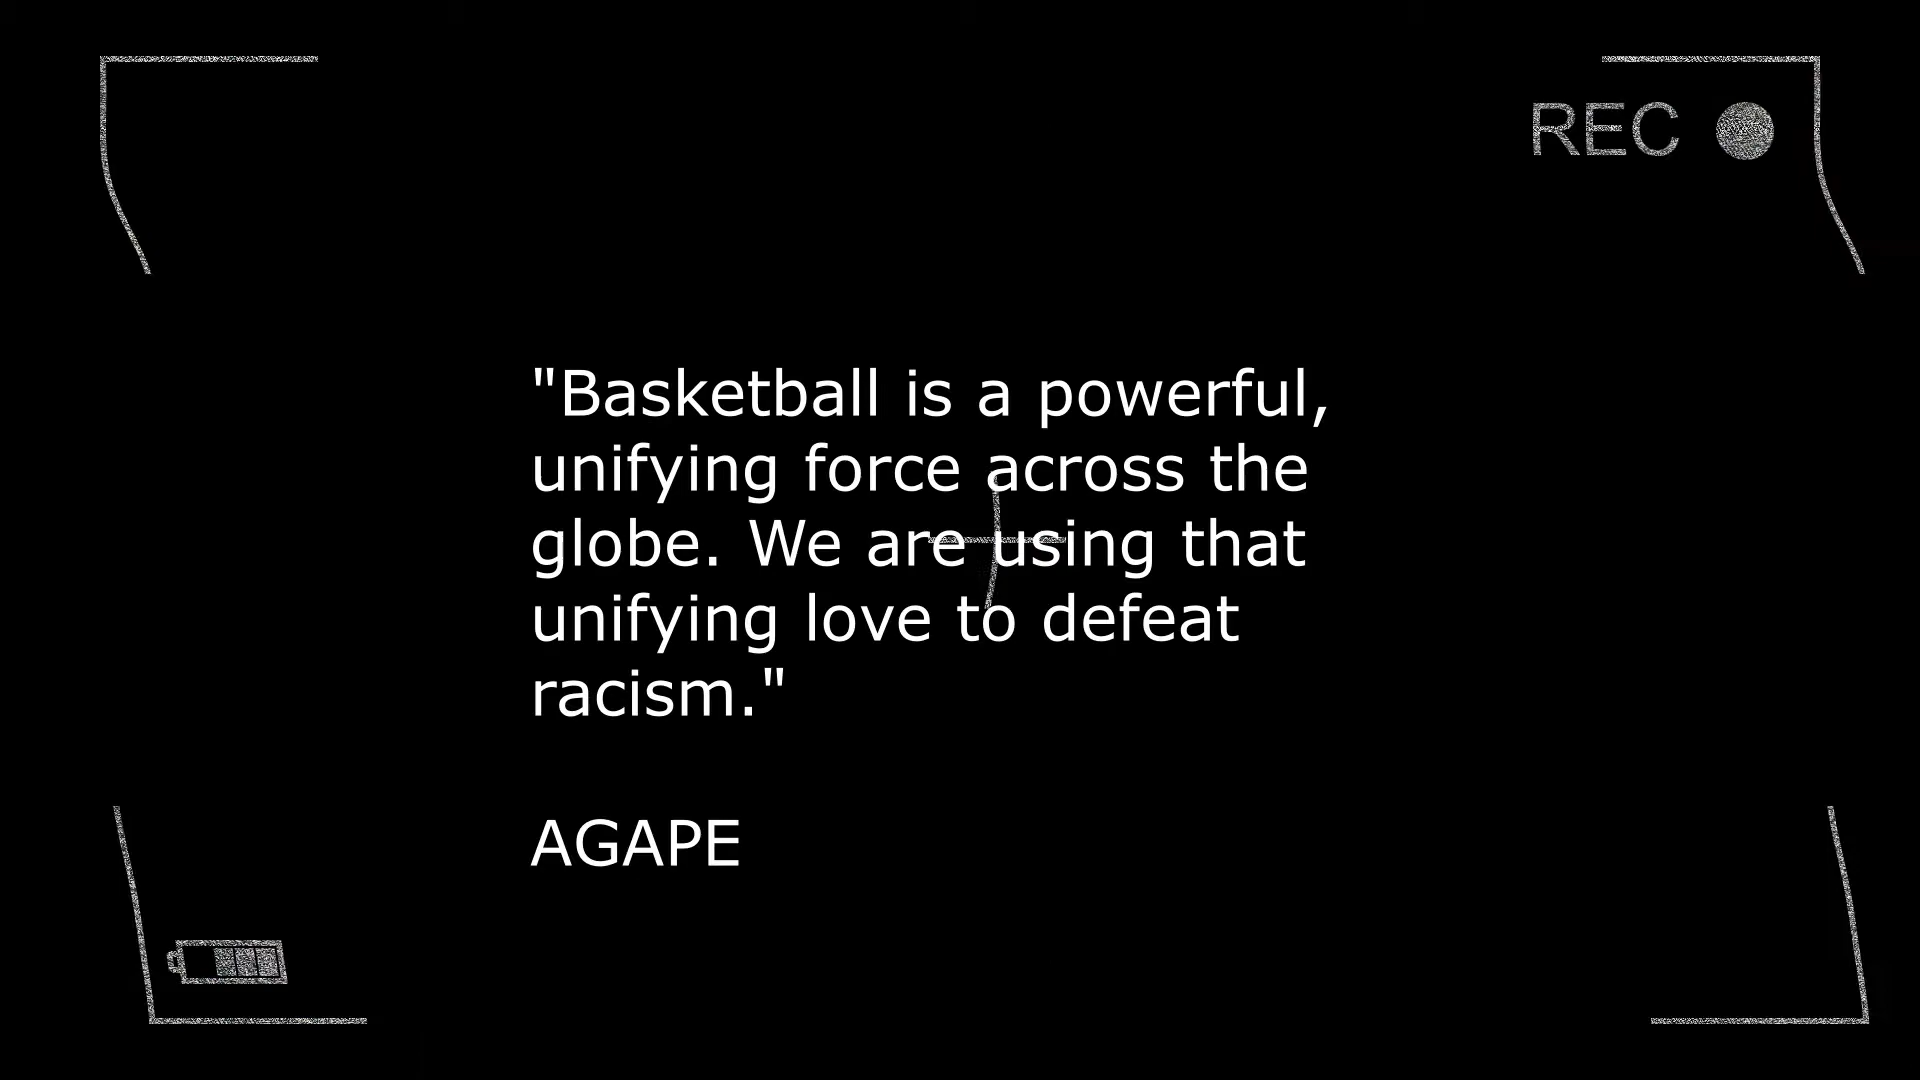 REC
"Basketball is a powerful,
unifying force across the
globe. We are using that
unifying love to defeat
racism."
AGAPE